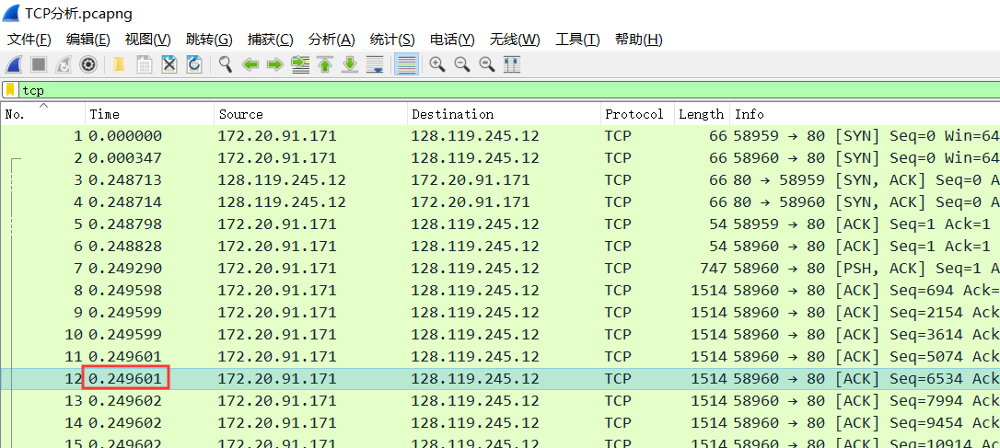 TCP分析.pcapng
文件(F) 编辑(E) 视图(V) 跳转(G) 捕获(C) 分析(A) 统计(S) 电话(Y) 无线(W) 工具(T) 帮助(H)
tcp
No. Time Source Destination Protocol Length Info
1 0.000000 172.20.91.171 128.119.245.12 TCP 66 58959 → 80 [SYN] Seq=0 Win=64
2 0.000347 172.20.91.171 128.119.245.12 TCP 66 58960 → 80 [SYN] Seq=0 Win=64
3 0.248713 128.119.245.12 172.20.91.171 TCP 66 80 → 58959 [SYN, ACK] Seq=0 A
4 0.248714 128.119.245.12 172.20.91.171 TCP 66 80 → 58960 [SYN, ACK] Seq=0 A
5 0.248798 172.20.91.171 128.119.245.12 TCP 54 58959 → 80 [ACK] Seq=1 Ack=1
6 0.248828 172.20.91.171 128.119.245.12 TCP 54 58960 → 80 [ACK] Seq=1 Ack=1
7 0.249290 172.20.91.171 128.119.245.12 TCP 747 58960 → 80 [PSH, ACK] Seq=1 A
8 0.249598 172.20.91.171 128.119.245.12 TCP 1514 58960 → 80 [ACK] Seq=694 Ack=
9 0.249599 172.20.91.171 128.119.245.12 TCP 1514 58960 → 80 [ACK] Seq=2154 Ack
10 0.249599 172.20.91.171 128.119.245.12 TCP 1514 58960 → 80 [ACK] Seq=3614 Ack
11 0.249601 172.20.91.171 128.119.245.12 TCP 1514 58960 → 80 [ACK] Seq=5074 Ack
12 0.249601 172.20.91.171 128.119.245.12 TCP 1514 58960 → 80 [ACK] Seq=6534 Ack
13 0.249602 172.20.91.171 128.119.245.12 TCP 1514 58960 → 80 [ACK] Seq=7994 Ack
14 0.249602 172.20.91.171 128.119.245.12 TCP 1514 58960 → 80 [ACK] Seq=9454 Ack
15 0.249602 172.20.91.171 128.119.245.12 TCP 1514 58960 → 80 [ACK] Seq=10914 Ac